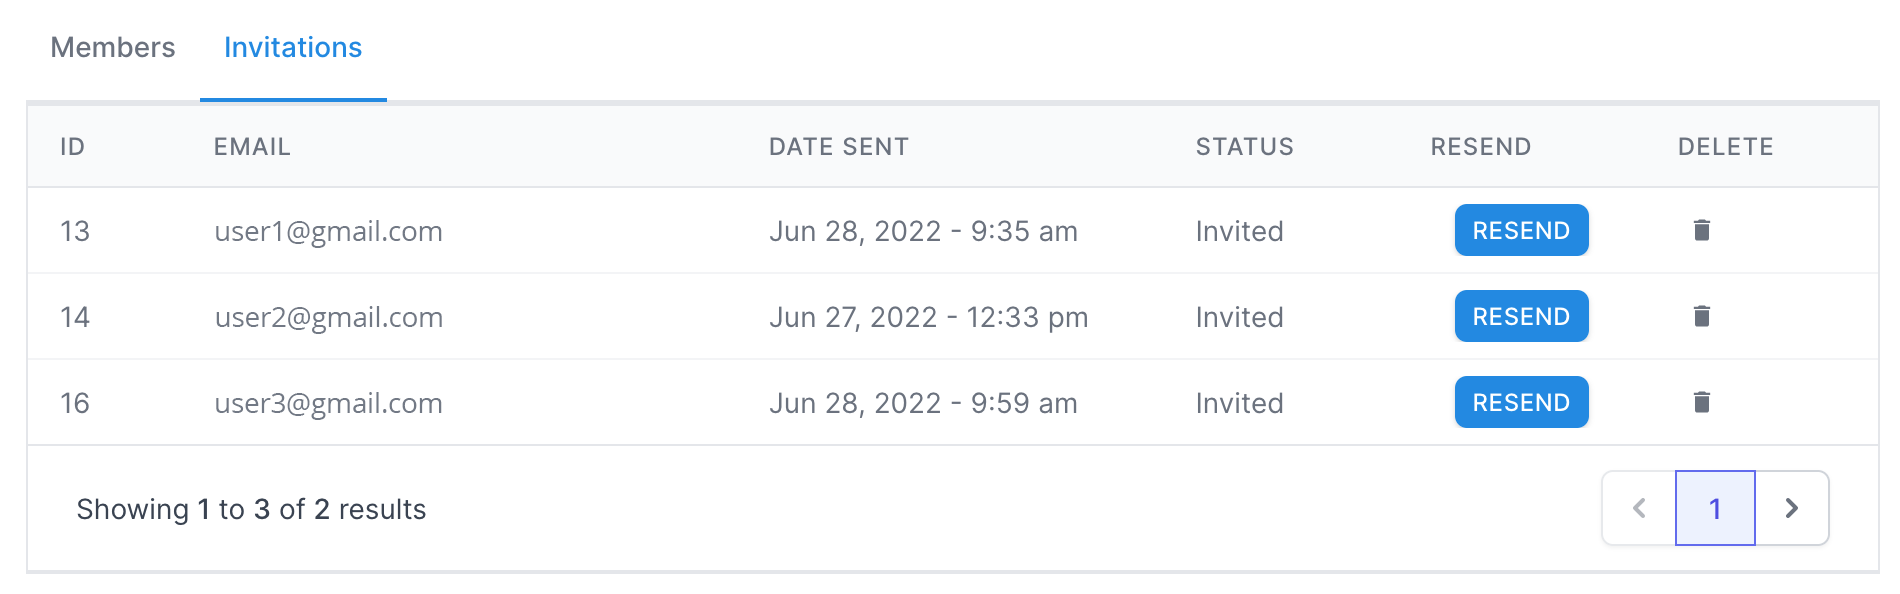 Members Invitations
ID EMAIL DATE SENT STATUS RESEND DELETE
13 user1@gmail.com Jun 28, 2022 - 9:35 am Invited RESEND
14 user2@gmail.com Jun 27, 2022 - 12:33 pm Invited RESEND
16 user3@gmail.com Jun 28, 2022 - 9:59 am Invited RESEND
Showing 1 to 3 of 2 results 1